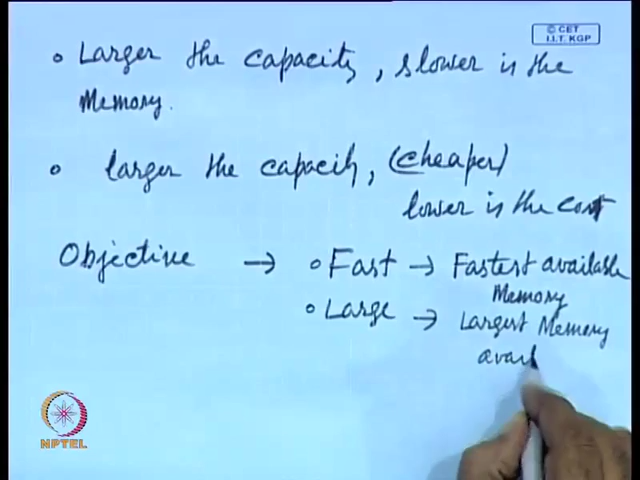 © CET
I.I.T. KGP
• Larger the capacity, slower is the
Memory.
• larger the capacity, (cheaper)
lower is the cost
Objective → • Fast → Fastest available
Memory
• Large → Largest Memory
avail
NPTEL